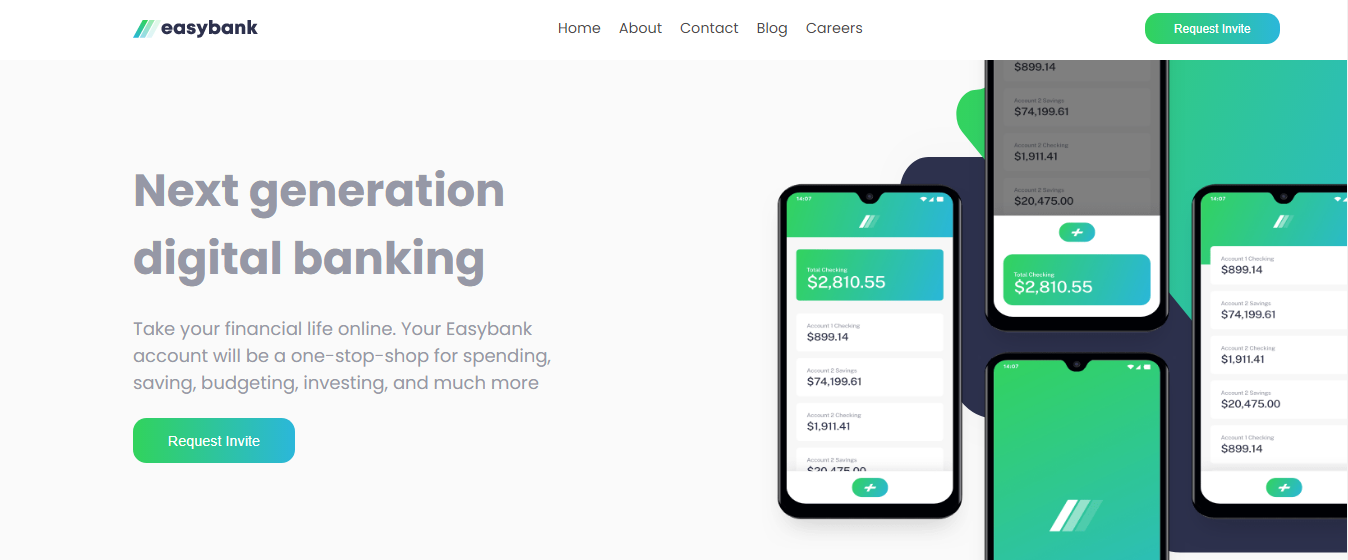 easybank
Home About Contact Blog Careers
Request Invite
Next generation
digital banking
Take your financial life online. Your Easybank
account will be a one-stop-shop for spending,
saving, budgeting, investing, and much more
Request Invite
14:07
Total Checking
$2,810.55
Account 1 Checking
$899.14
Account 2 Savings
$74,199.61
Account 2 Checking
$1,911.41
Account 2 Savings
$20,475.00
$899.14
Account 2 Savings
$74,199.61
Account 2 Checking
$1,911.41
Account 2 Savings
$20,475.00
Total Checking
$2,810.55
14:07
14:07
Account 1 Checking
$899.14
Account 2 Savings
$74,199.61
Account 2 Checking
$1,911.41
Account 2 Savings
$20,475.00
Account 1 Checking
$899.14